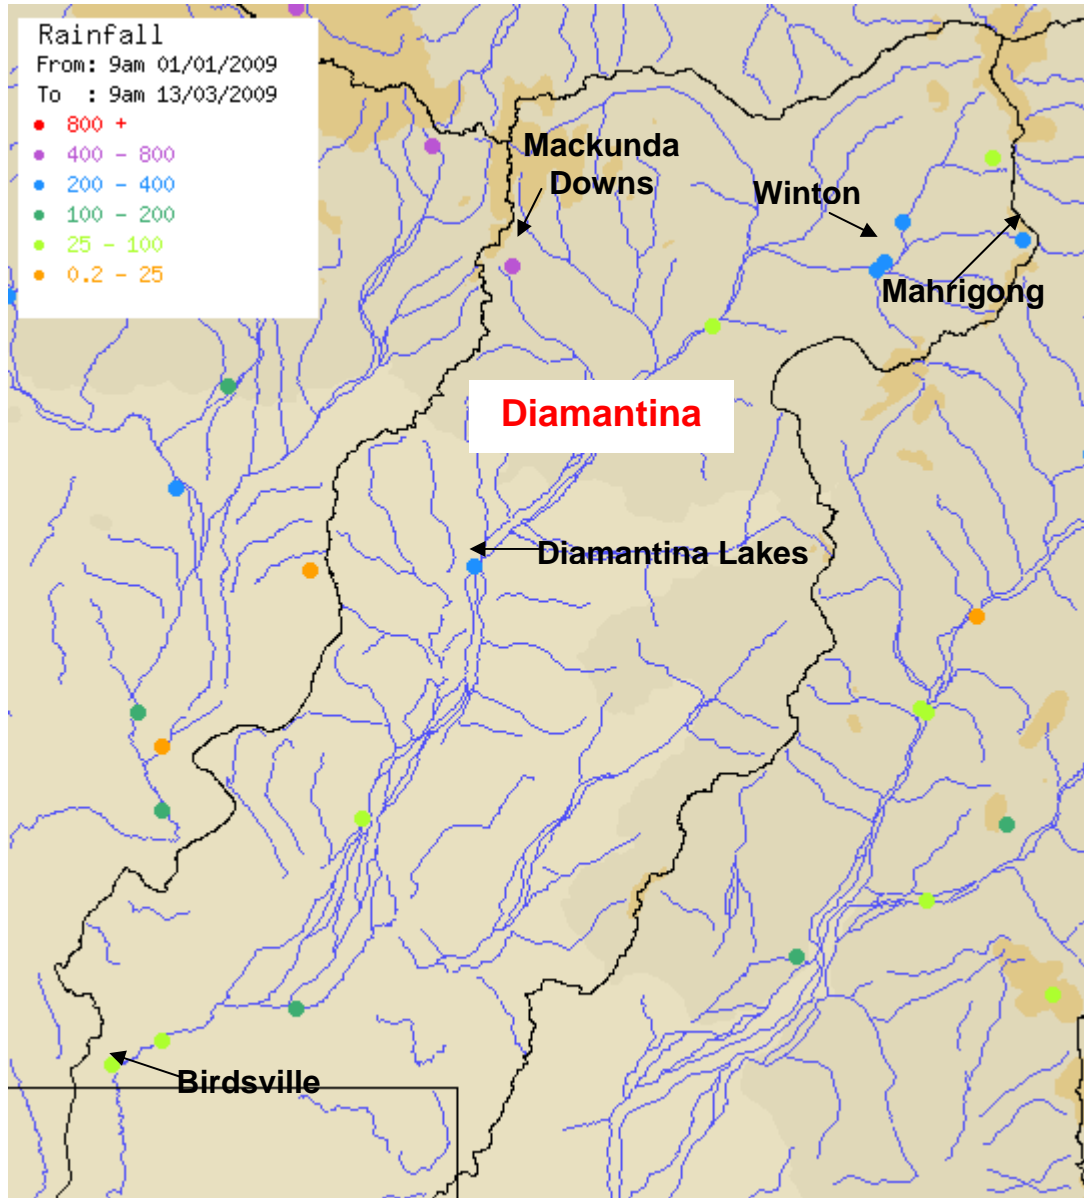 Rainfall
From: 9am 01/01/2009
To : 9am 13/03/2009
800 +
400 - 800
200 - 400
100 - 200
25 - 100
0.2 - 25
Mackunda
Downs
Winton
Mahrigong
Diamantina
Diamantina Lakes
Birdsville